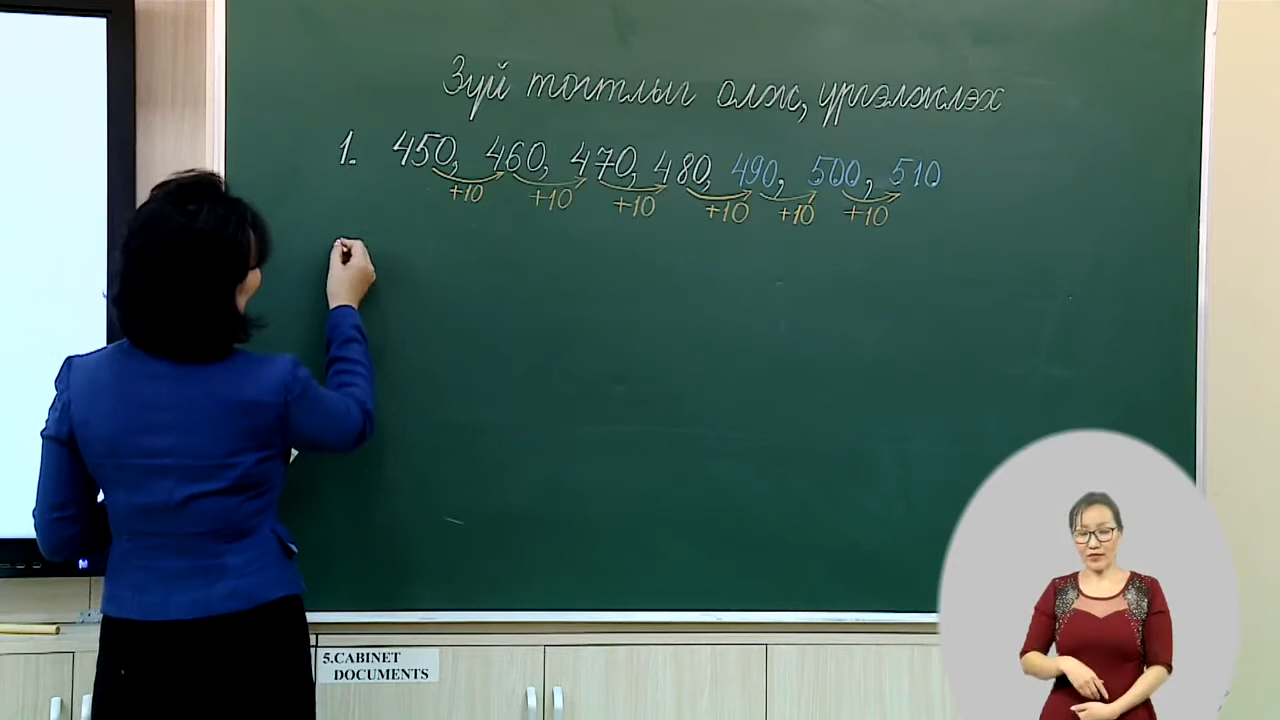 Зүй тогтлыг олж, үргэлжлэх
1. 450, 460, 470, 480, 490, 500, 510
+10 +10 +10 +10 +10 +10
5.CABINET
DOCUMENTS